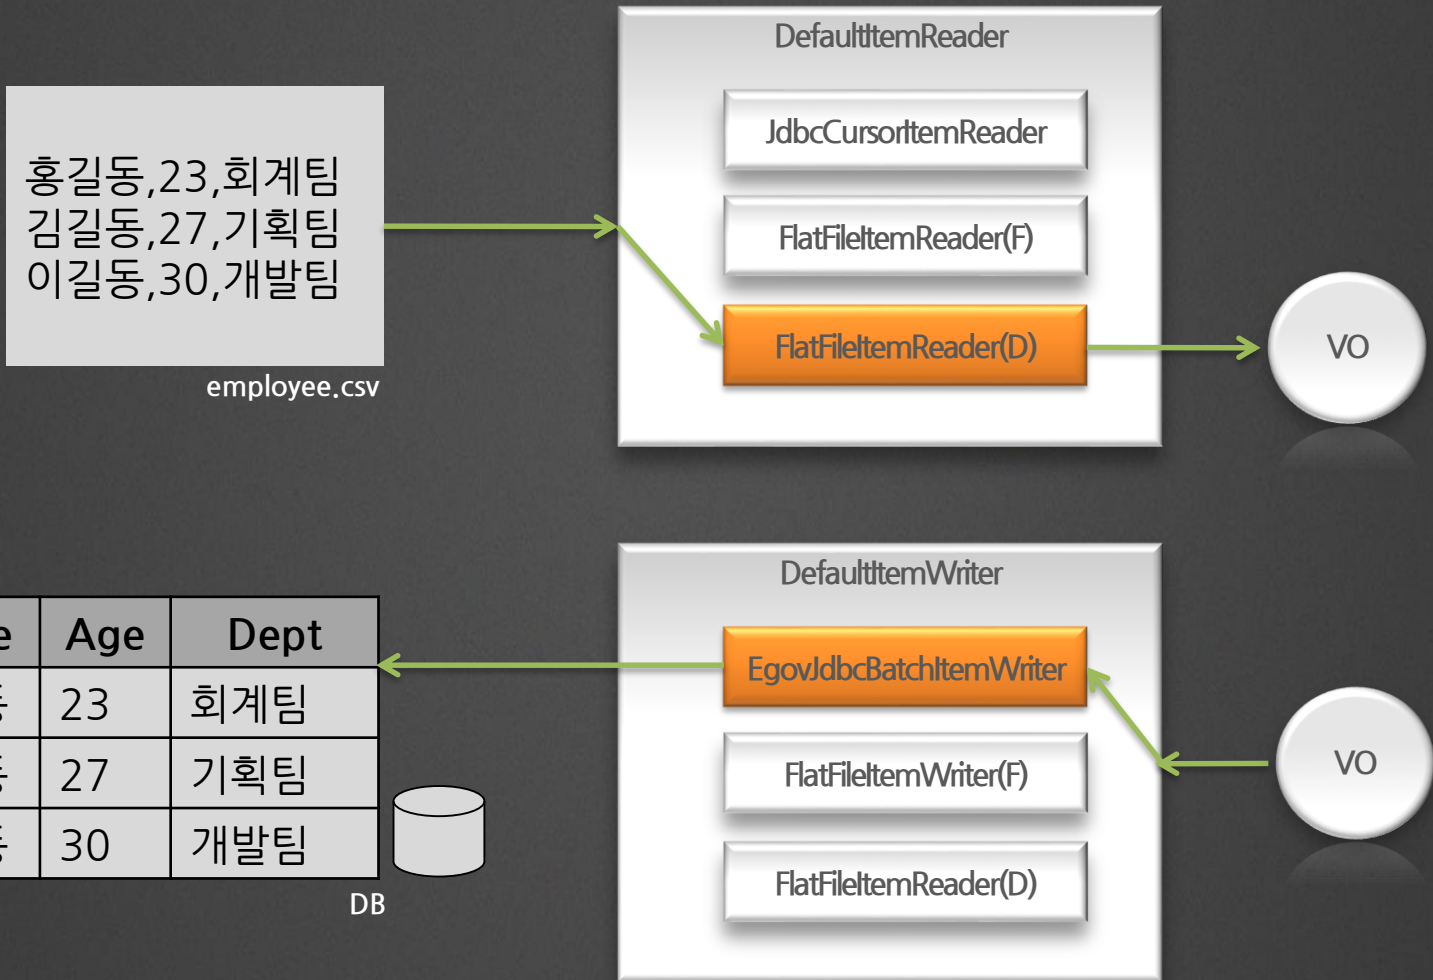 DefaultItemReader
JdbcCursorItemReader
FlatFileItemReader(F)
FlatFileItemReader(D)
홍길동,23,회계팀
김길동,27,기획팀
이길동,30,개발팀
employee.csv
VO
DefaultItemWriter
EgovJdbcBatchItemWriter
FlatFileItemWriter(F)
FlatFileItemReader(D)
Age Dept
23 회계팀
27 기획팀
30 개발팀
DB
VO